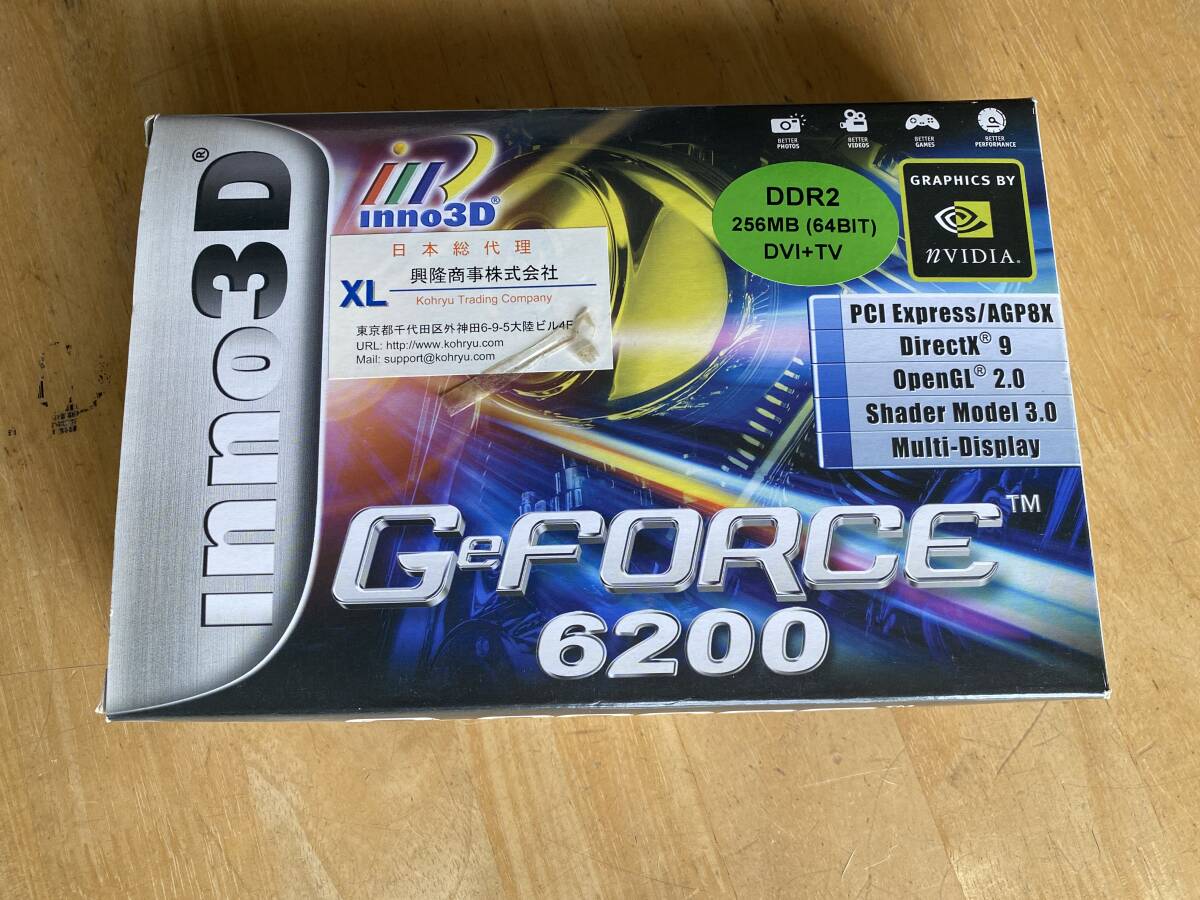 inno3D®
inno3D®
日本総代理
XL
興隆商事株式会社
Kohryu Trading Company
東京都千代田区外神田6-9-5大陸ビル4F
URL: http://www.kohryu.com
Mail: support@kohryu.com
BETTER
PHOTOS
BETTER
VIDEOS
BETTER
GAMES
BETTER
PERFORMANCE
DDR2
256MB (64BIT)
DVI+TV
GRAPHICS BY
nVIDIA.
PCI Express/AGP8X
DirectX® 9
OpenGL® 2.0
Shader Model 3.0
Multi-Display
GeFORCE™
6200